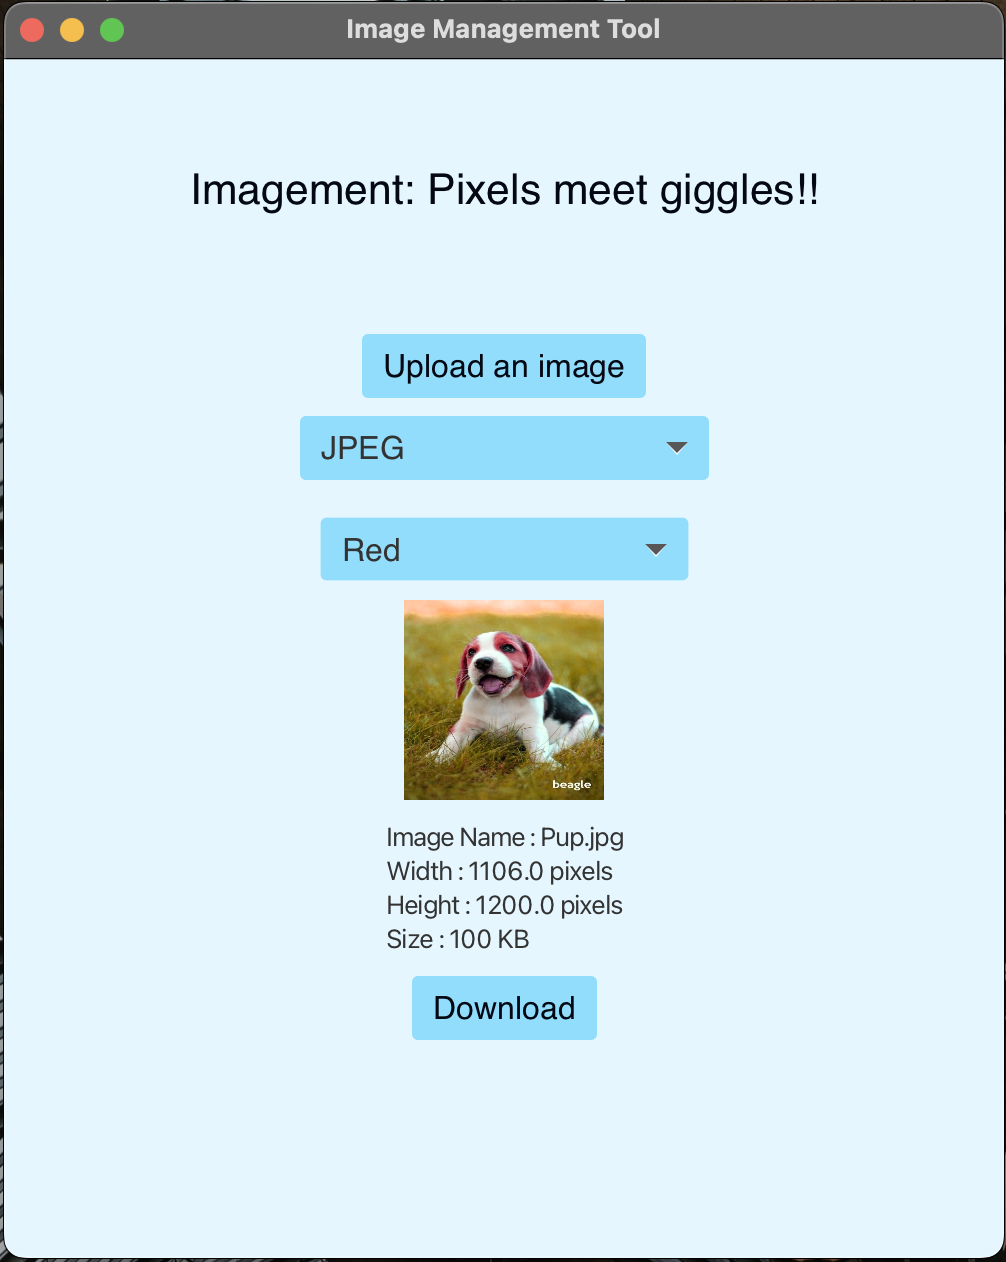 Image Management Tool
Imagement: Pixels meet giggles!!
Upload an image
JPEG
Red
beagle
Image Name : Pup.jpg
Width : 1106.0 pixels
Height : 1200.0 pixels
Size : 100 KB
Download